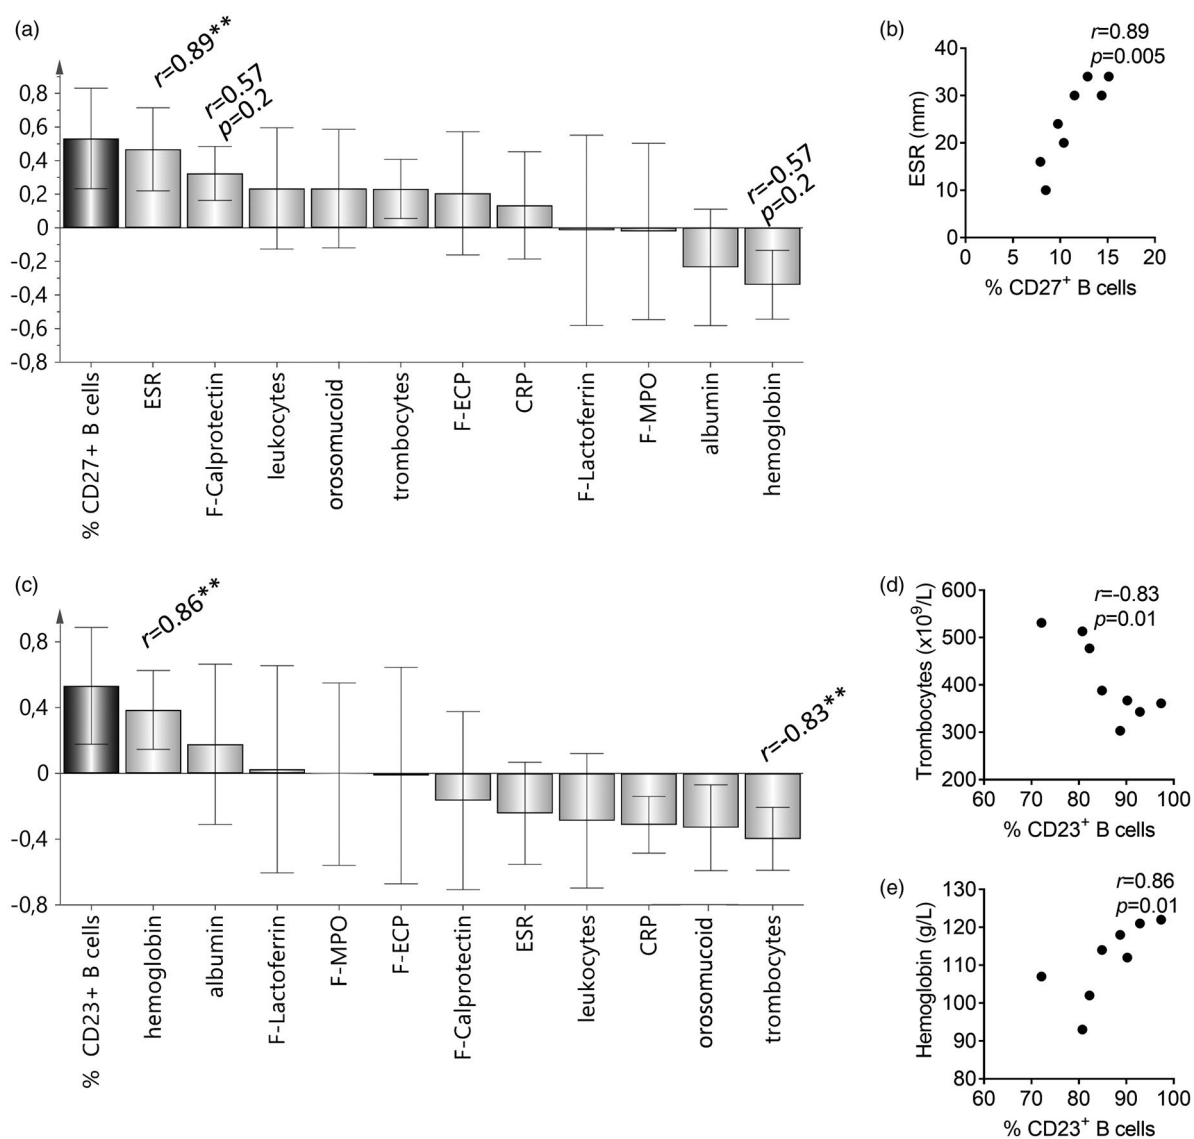 (a)
r=0.89**
r=0.57
p=0.2
r=-0.57
p=0.2
0,8
0,6
0,4
0,2
0
-0,2
-0,4
-0,6
-0,8
% CD27+ B cells
ESR
F-Calprotectin
leukocytes
orosomucoid
trombocytes
F-ECP
CRP
F-Lactoferrin
F-MPO
albumin
hemoglobin
(b)
r=0.89
p=0.005
ESR (mm)
40
30
20
10
0
0 5 10 15 20
% CD27+ B cells
(c)
r=0.86**
r=-0.83**
0,8
0,4
0
-0,4
-0,8
% CD23+ B cells
hemoglobin
albumin
F-Lactoferrin
F-MPO
F-ECP
F-Calprotectin
ESR
leukocytes
CRP
orosomucoid
trombocytes
(d)
r=-0.83
p=0.01
Trombocytes (x10⁹/L)
600
500
400
300
200
60 70 80 90 100
% CD23+ B cells
(e)
r=0.86
p=0.01
Hemoglobin (g/L)
130
120
110
100
90
80
60 70 80 90 100
% CD23+ B cells